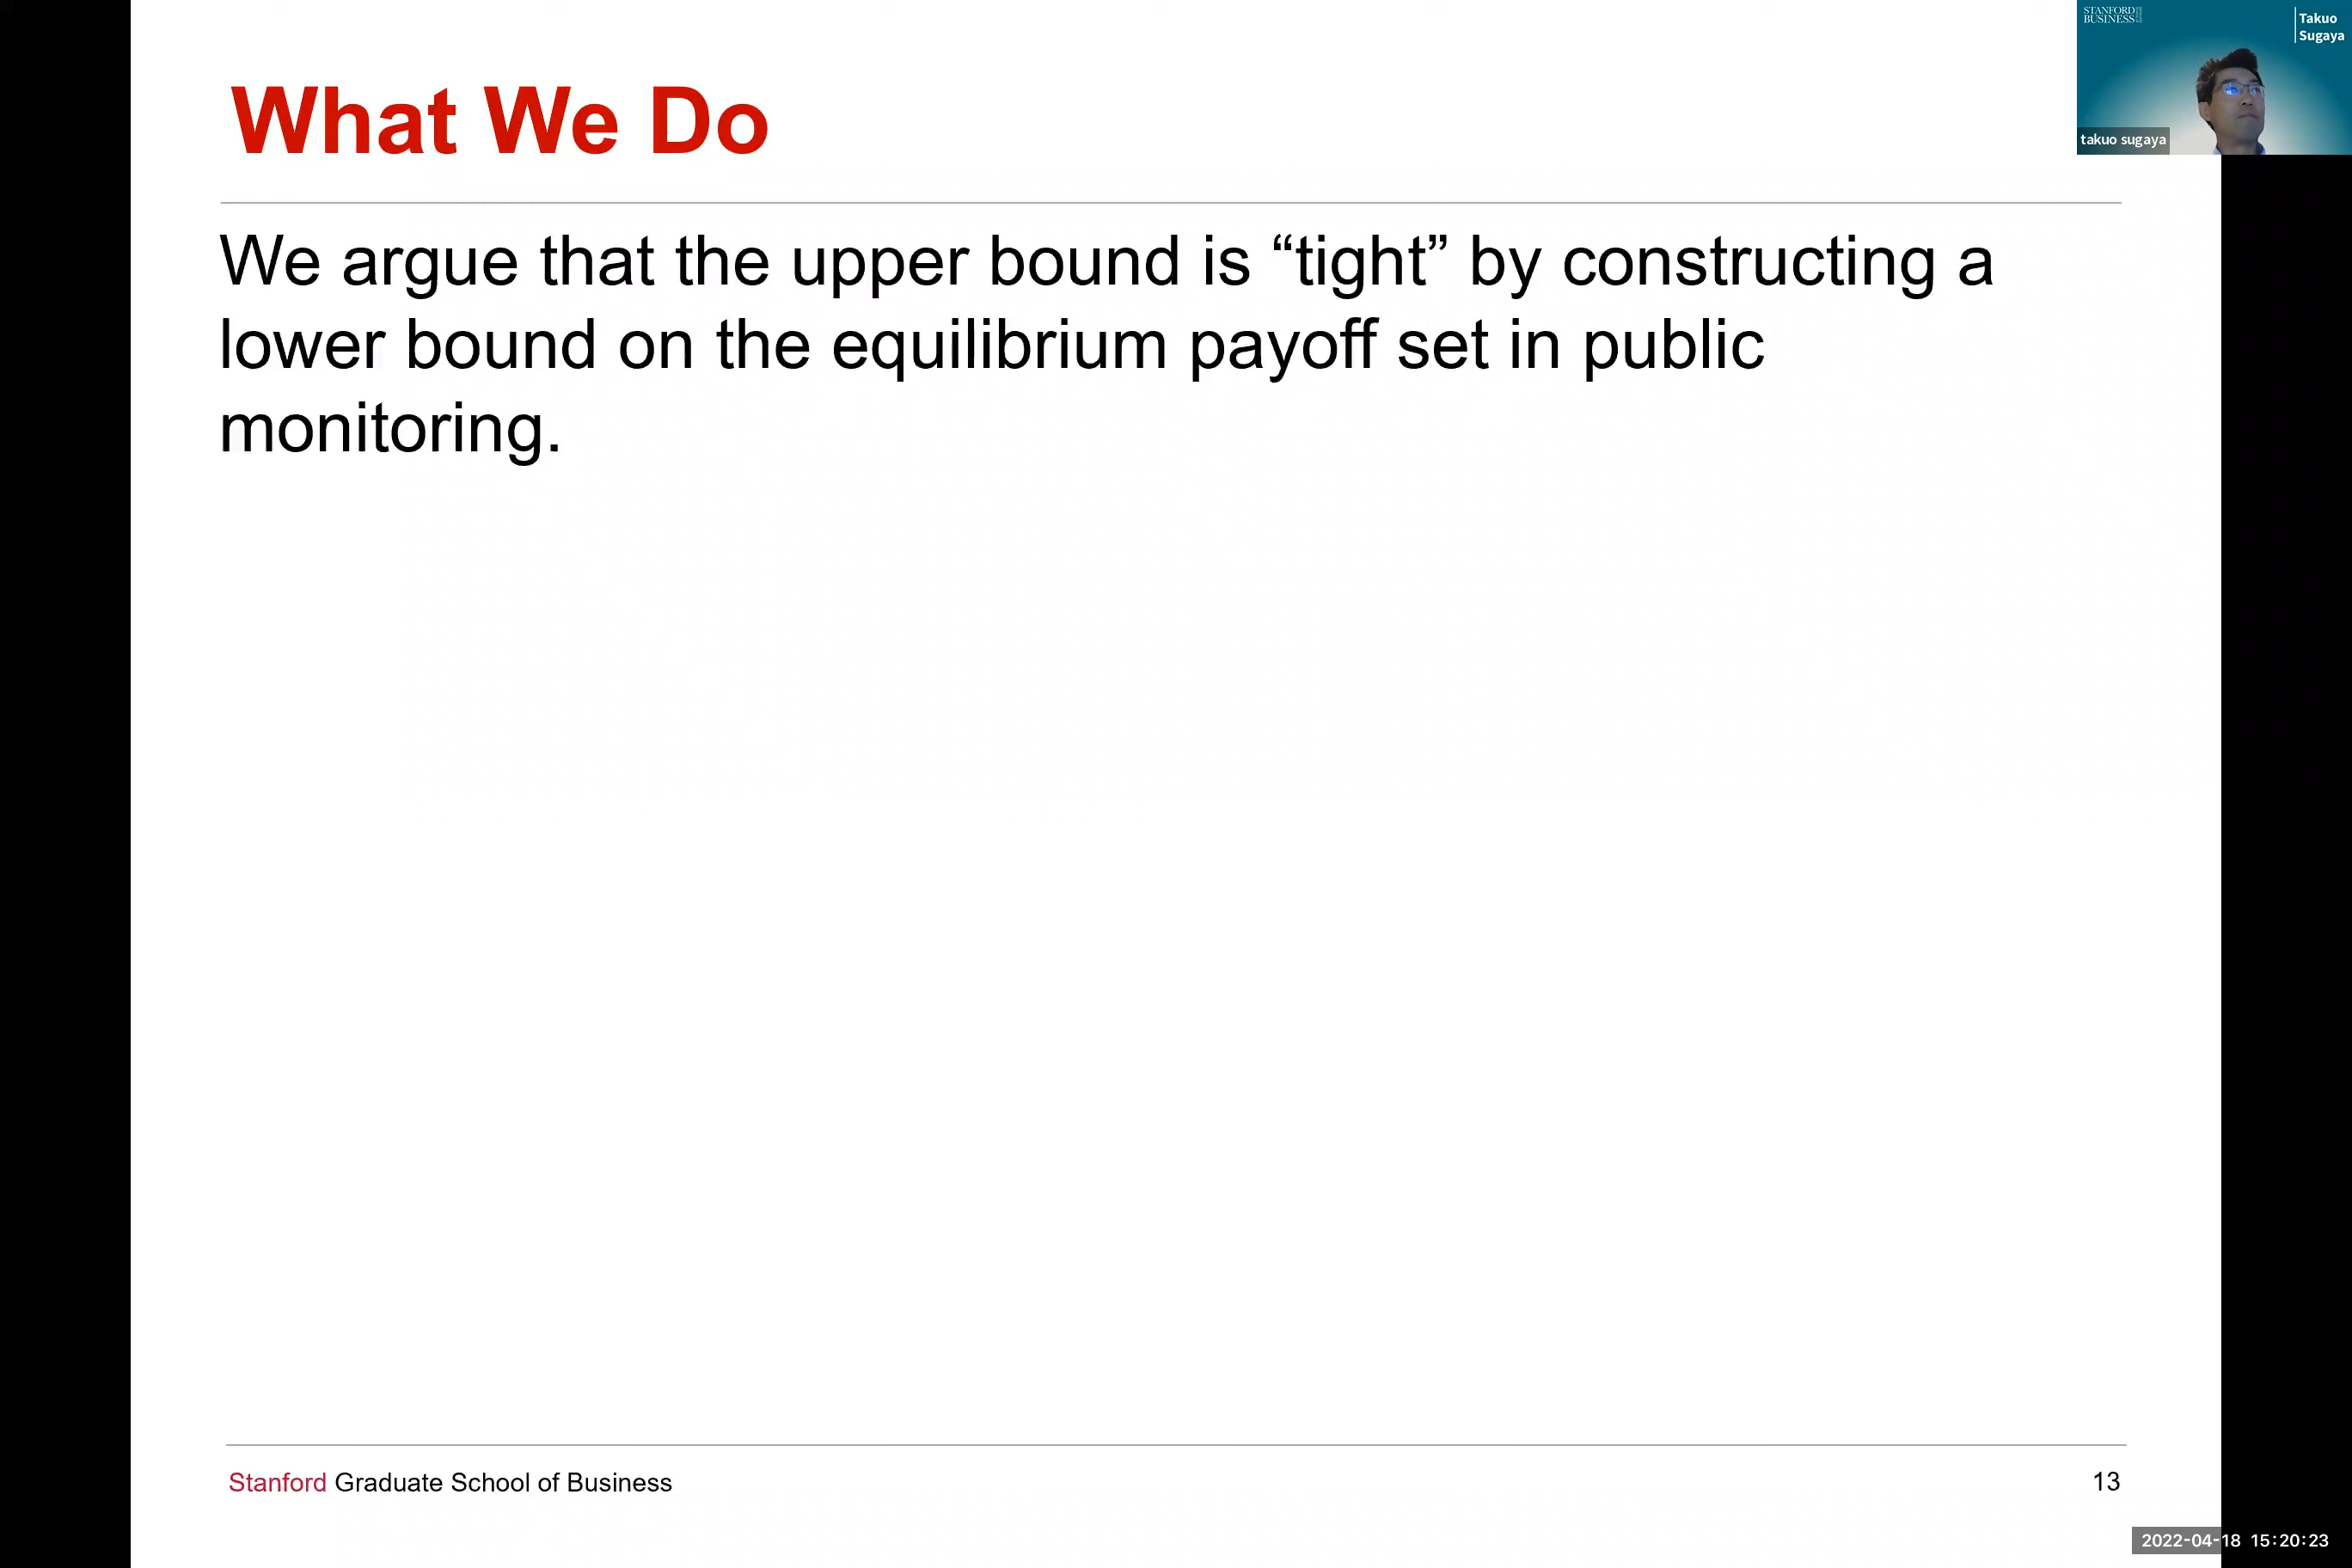 What We Do
We argue that the upper bound is “tight” by constructing a
lower bound on the equilibrium payoff set in public
monitoring.
Stanford Graduate School of Business
13
STANFORD
BUSINESS
Takuo
Sugaya
takuo sugaya
2022-04-18 15:20:23